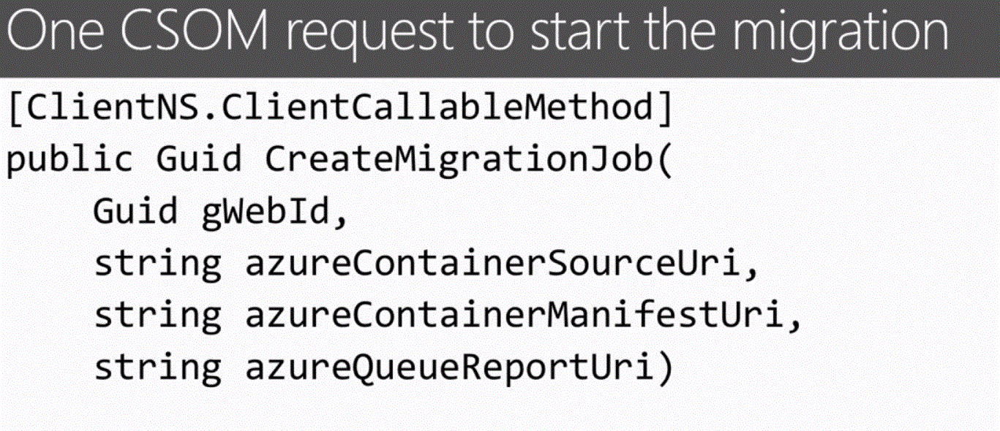 One CSOM request to start the migration
[ClientNS.ClientCallableMethod]
public Guid CreateMigrationJob(
Guid gWebId,
string azureContainerSourceUri,
string azureContainerManifestUri,
string azureQueueReportUri)